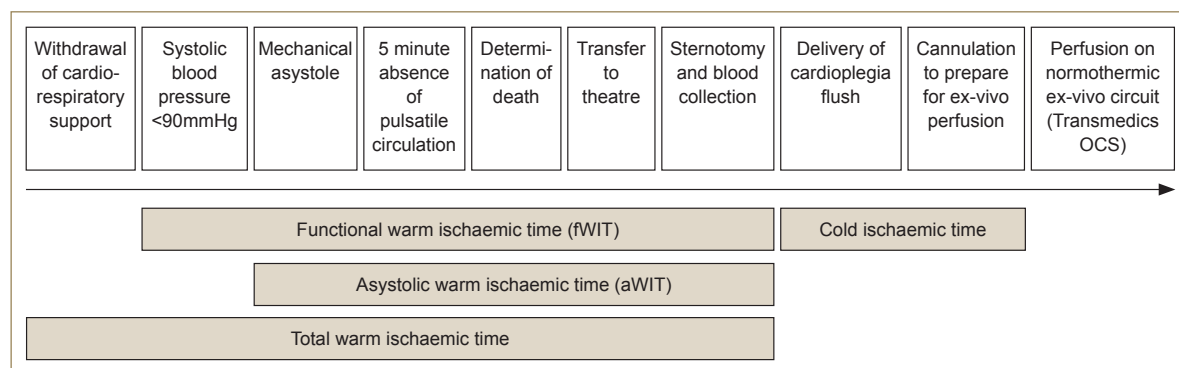 Withdrawal
of cardio-
respiratory
support
Systolic
blood
pressure
<90mmHg
Mechanical
asystole
5 minute
absence
of
pulsatile
circulation
Determi-
nation of
death
Transfer
to
theatre
Sternotomy
and blood
collection
Delivery of
cardioplegia
flush
Cannulation
to prepare
for ex-vivo
perfusion
Perfusion on
normothermic
ex-vivo circuit
(Transmedics
OCS)
Functional warm ischaemic time (fWIT)
Cold ischaemic time
Asystolic warm ischaemic time (aWIT)
Total warm ischaemic time